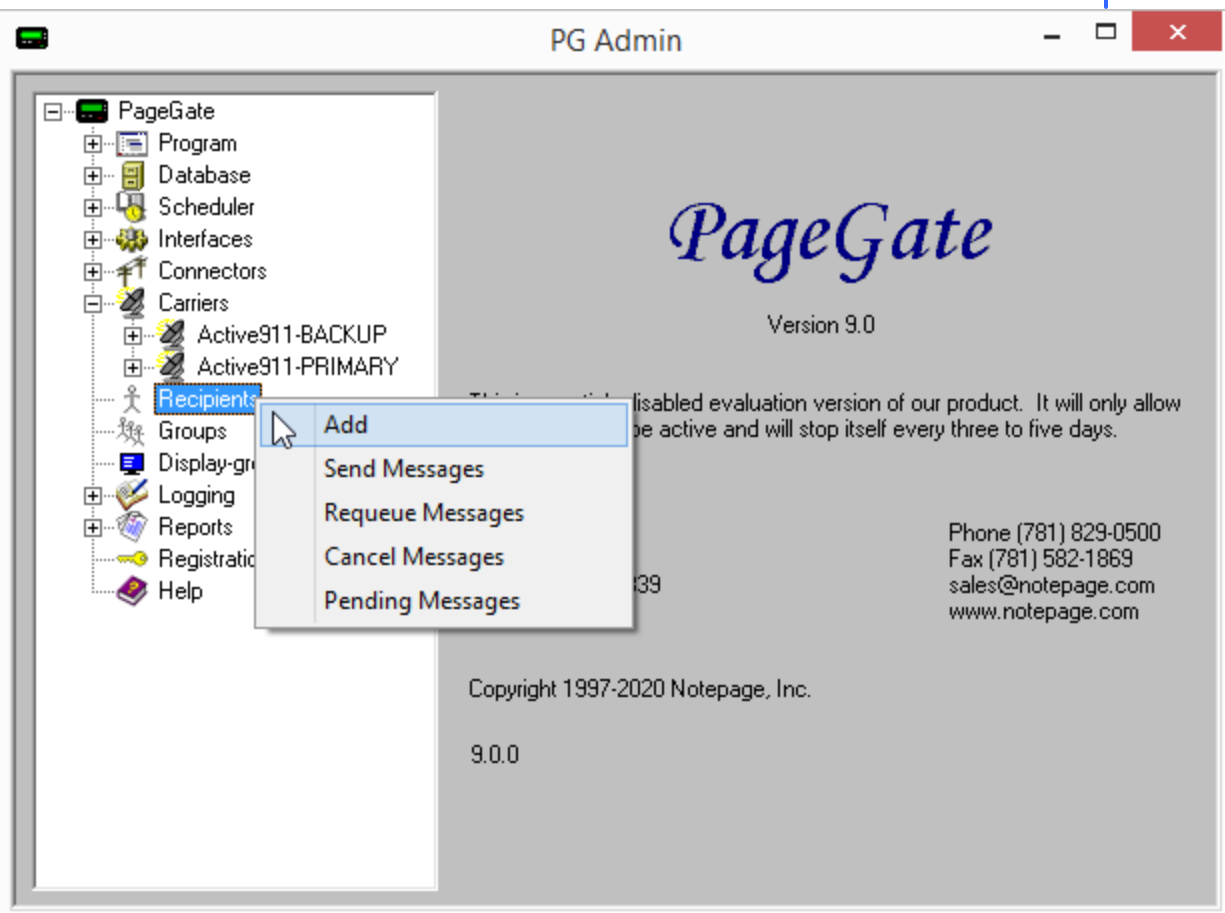 PG Admin
PageGate
Program
Database
Scheduler
Interfaces
Connectors
Carriers
Active911-BACKUP
Active911-PRIMARY
Recipients
Groups
Display-gr
Logging
Reports
Registratio
Help
Add
Send Messages
Requeue Messages
Cancel Messages
Pending Messages
PageGate
Version 9.0
disabled evaluation version of our product. It will only allow
be active and will stop itself every three to five days.
339
Phone (781) 829-0500
Fax (781) 582-1869
sales@notepage.com
www.notepage.com
Copyright 1997-2020 Notepage, Inc.
9.0.0